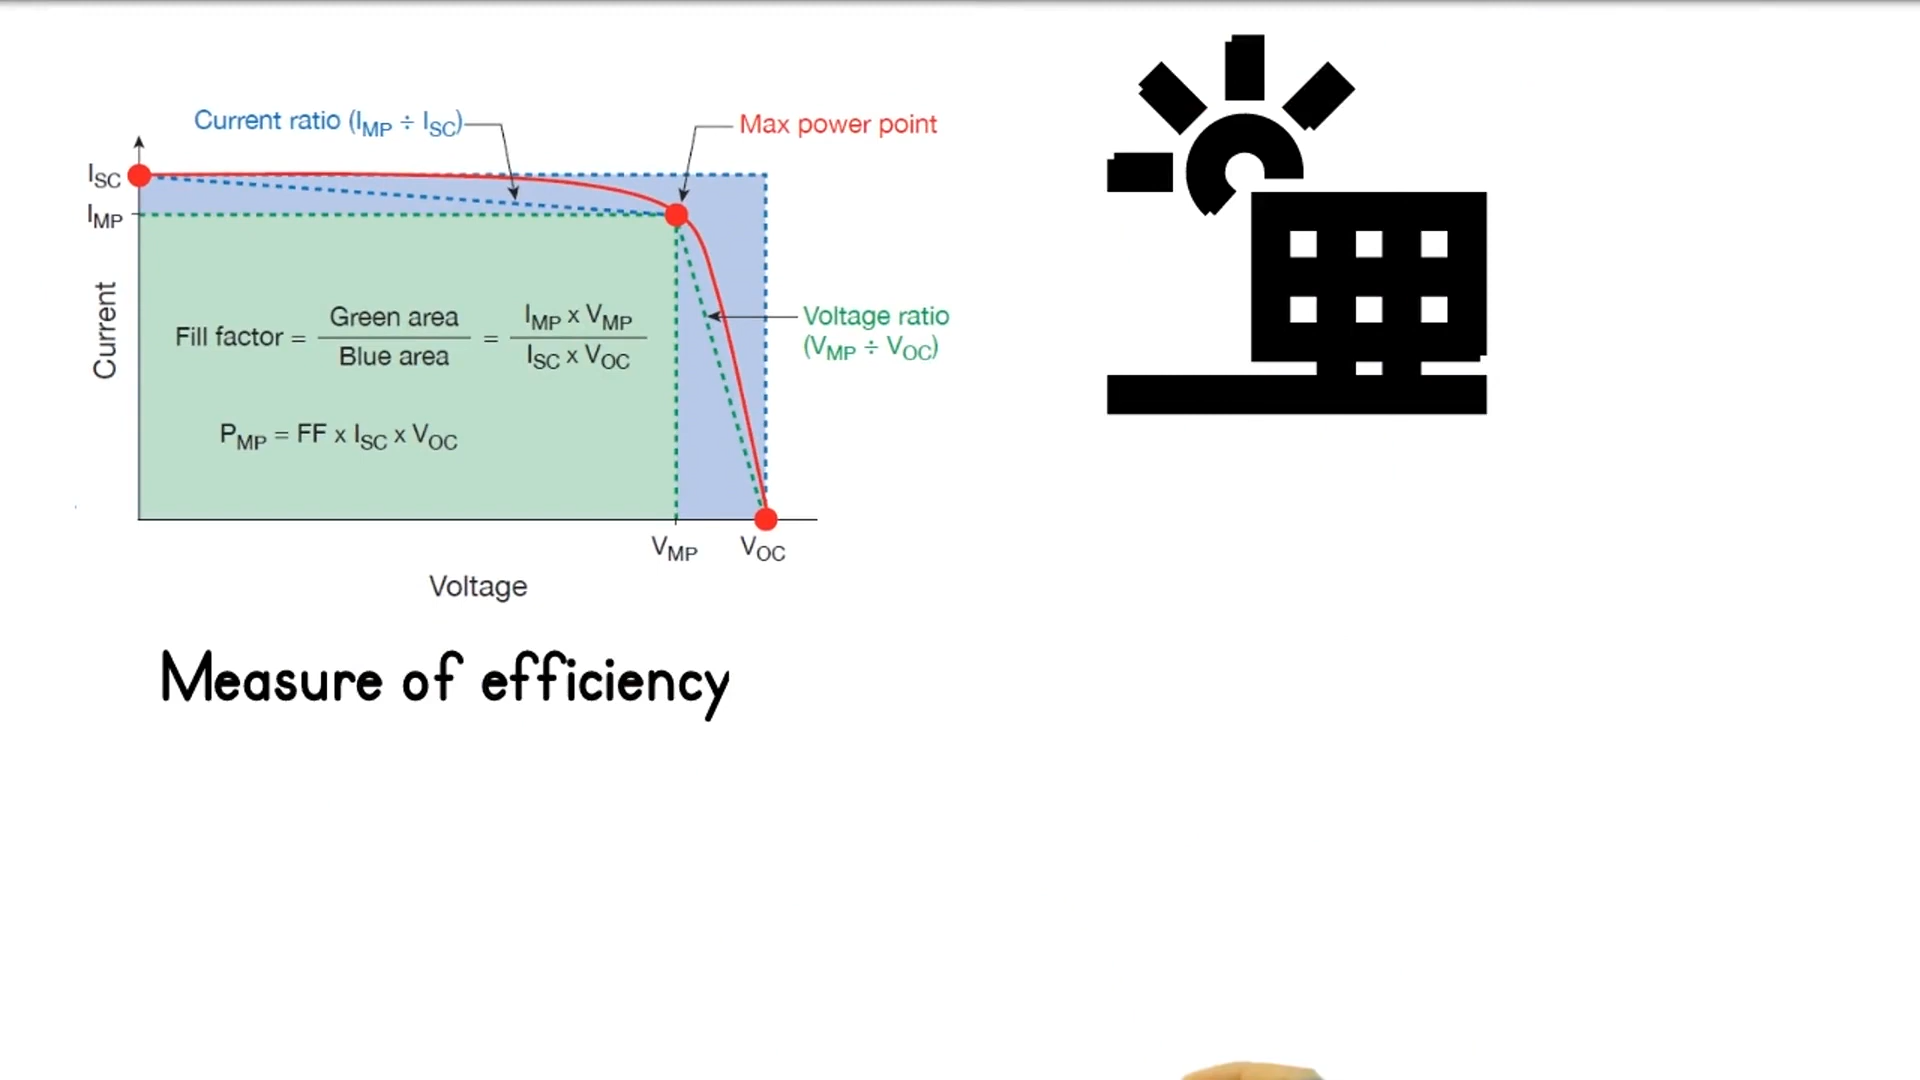 Current ratio (IMP ÷ ISC)
Max power point
ISC
IMP
Current
Fill factor = Green area / Blue area = IMP x VMP / ISC x VOC
Voltage ratio
(VMP ÷ VOC)
PMP = FF x ISC x VOC
VMP
VOC
Voltage
Measure of efficiency